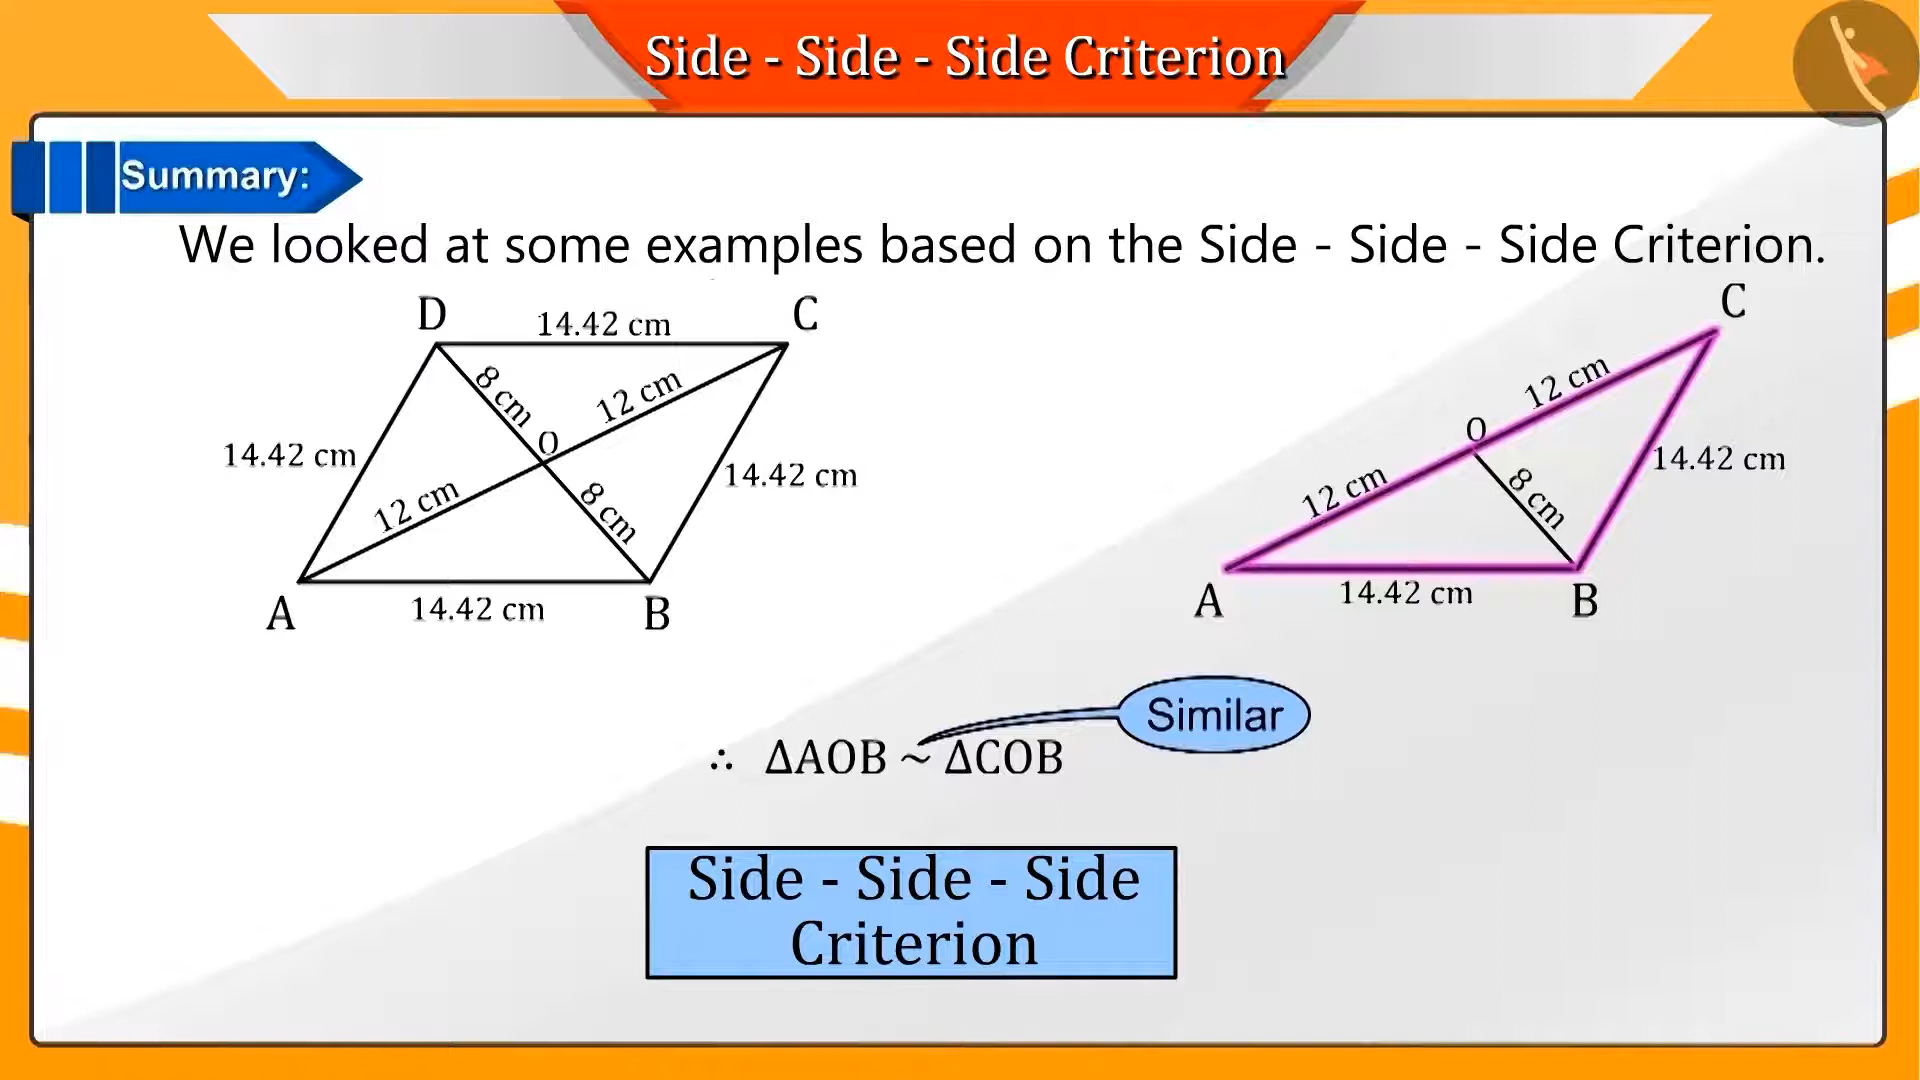 Side - Side - Side Criterion
Summary:
We looked at some examples based on the Side - Side - Side Criterion.
D
14.42 cm
C
8 cm
12 cm
O
14.42 cm
14.42 cm
12 cm
8 cm
A
14.42 cm
B
C
12 cm
O
14.42 cm
12 cm
8 cm
A
14.42 cm
B
Similar
∴ ΔAOB ~ ΔCOB
Side - Side - Side
Criterion